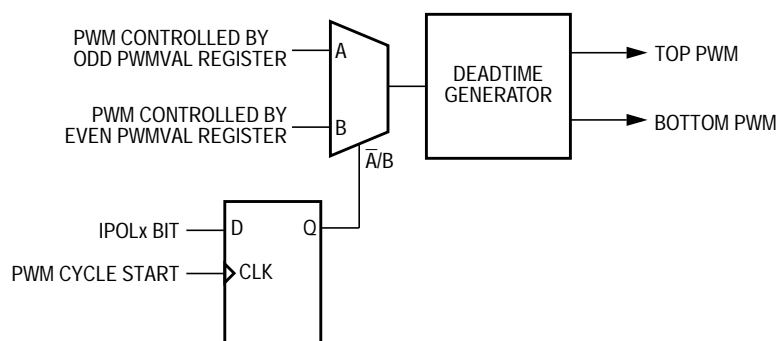 PWM CONTROLLED BY
ODD PWMVAL REGISTER
A
DEADTIME
GENERATOR
TOP PWM
BOTTOM PWM
PWM CONTROLLED BY
EVEN PWMVAL REGISTER
B
A̅/B
IPOLx BIT
D
Q
PWM CYCLE START
CLK